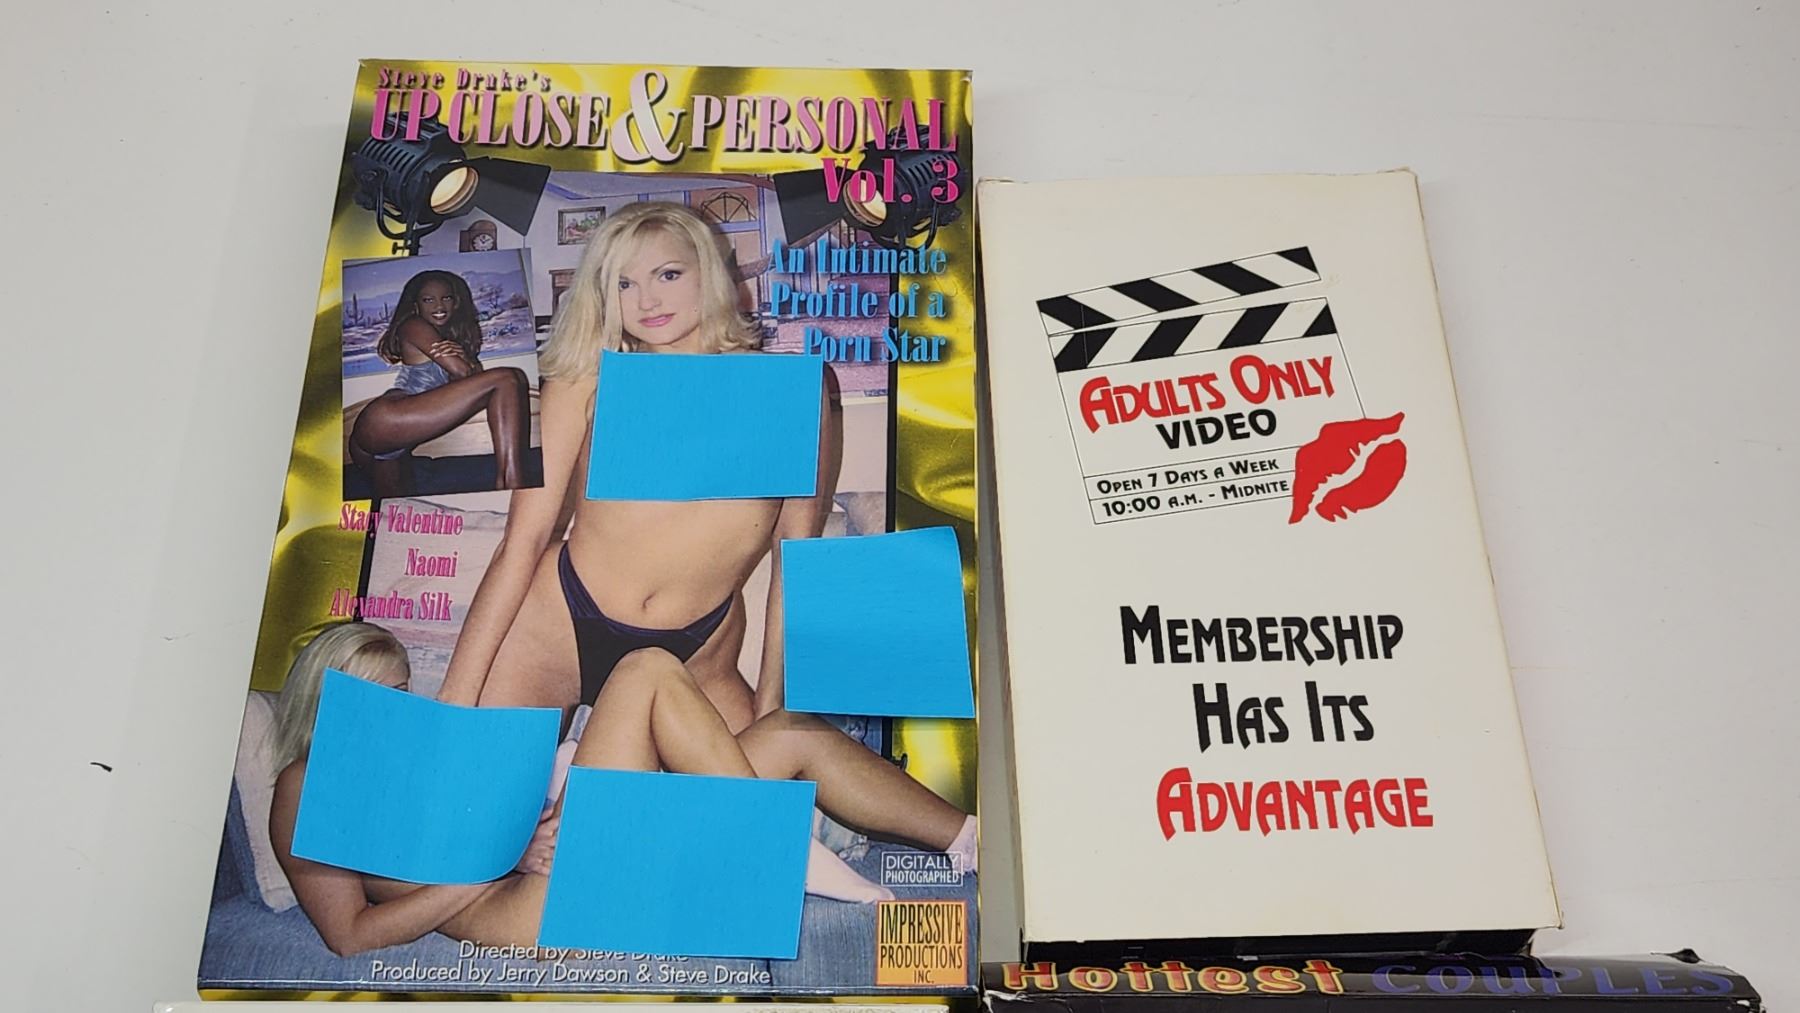 Steve Drake's
UP CLOSE & PERSONAL
Vol. 3
An Intimate
Profile of a
Porn Star
Stacy Valentine
Naomi
Alexandra Silk
DIGITALLY
PHOTOGRAPHED
IMPRESSIVE
PRODUCTIONS
INC.
Directed by Steve Drake
Produced by Jerry Dawson & Steve Drake
ADULTS ONLY
VIDEO
OPEN 7 DAYS A WEEK
10:00 A.M. - MIDNITE
MEMBERSHIP
HAS ITS
ADVANTAGE
Hottest COUPLES